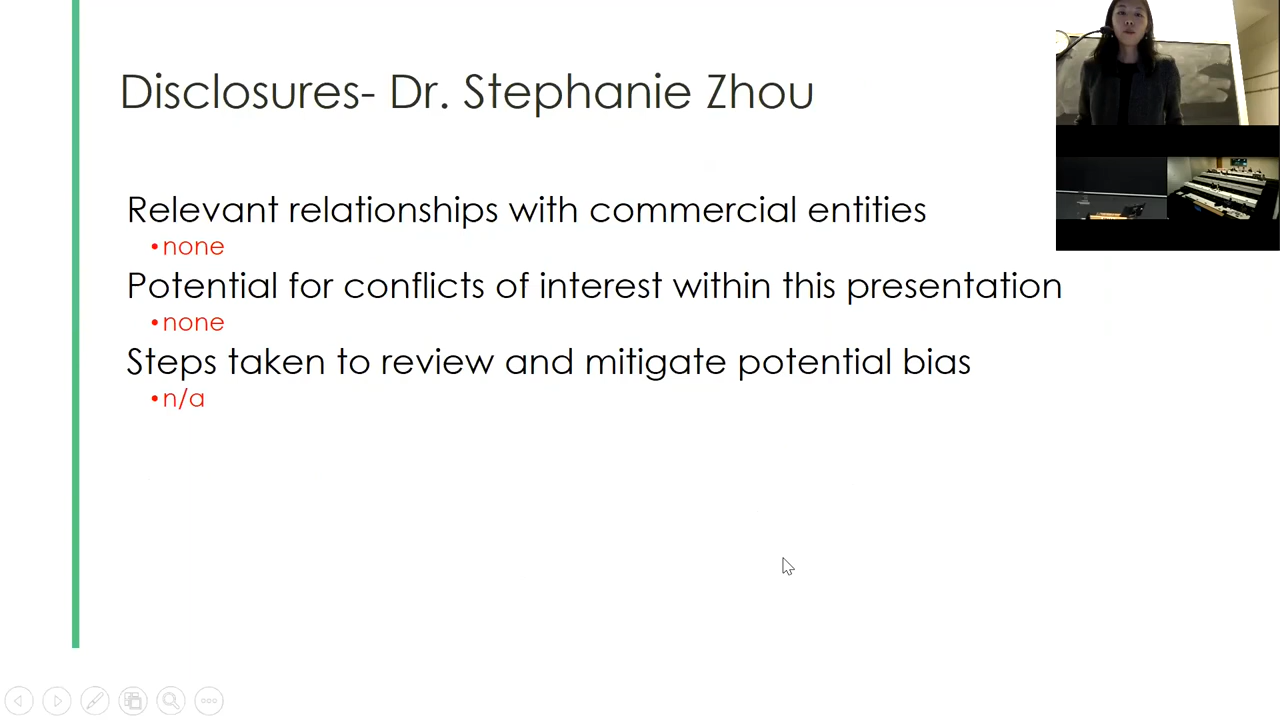 Disclosures- Dr. Stephanie Zhou
Relevant relationships with commercial entities
•none
Potential for conflicts of interest within this presentation
•none
Steps taken to review and mitigate potential bias
•n/a